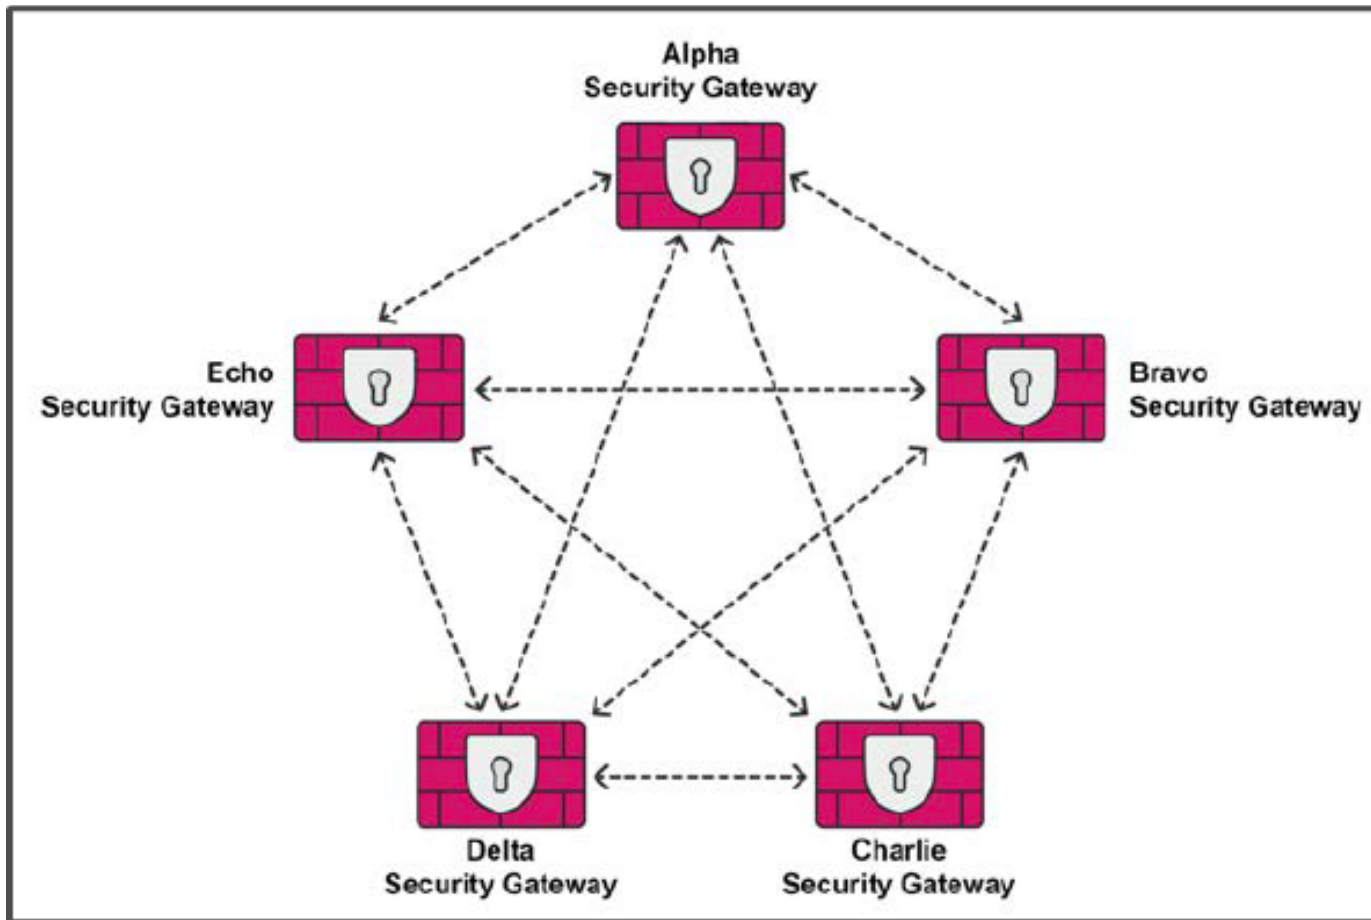 Alpha
Security Gateway
Echo
Security Gateway
Bravo
Security Gateway
Delta
Security Gateway
Charlie
Security Gateway